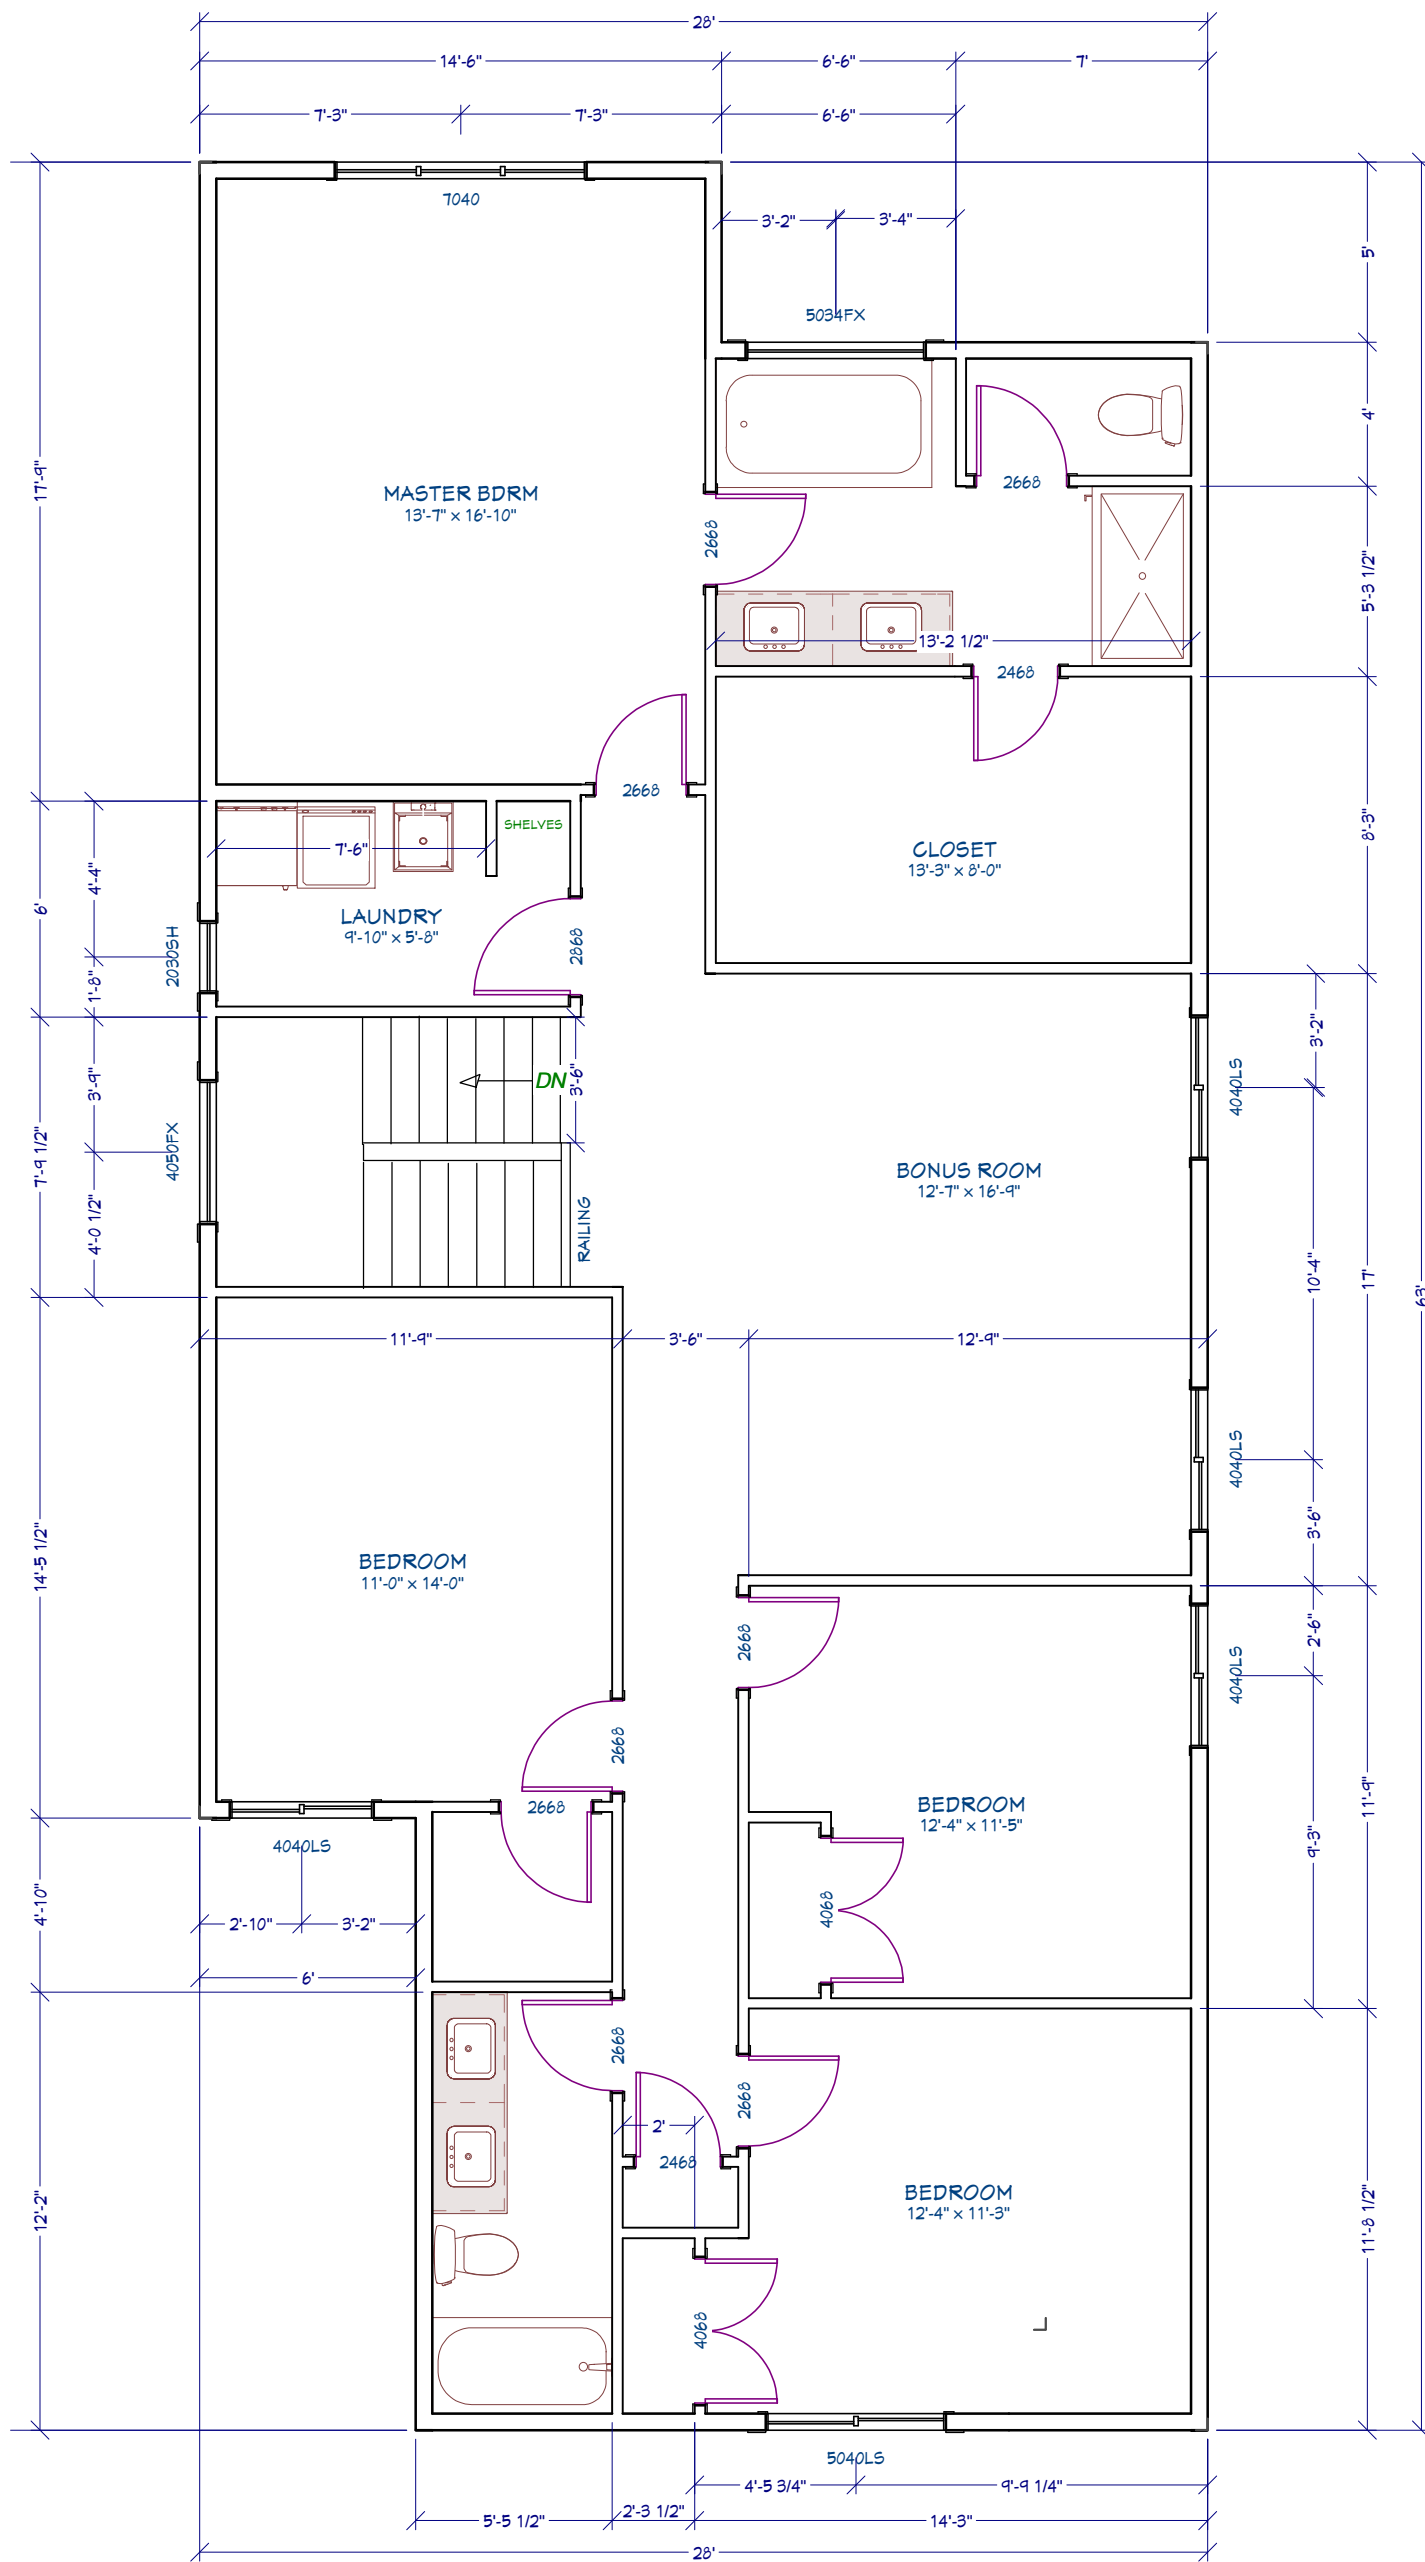 28'
14'-6"
6'-6"
7'
7'-3"
7'-3"
6'-6"
7040
3'-2"
3'-4"
5'
5034FX
4'
17'-9"
MASTER BDRM
13'-7" x 16'-10"
2668
2668
5'-3 1/2"
13'-2 1/2"
2468
2668
SHELVES
7'-6"
8'-3"
CLOSET
13'-3" x 8'-0"
4'-4"
6'
LAUNDRY
9'-10" x 5'-8"
2868
2030SH
1'-8"
3'-2"
3'-9"
DN
3'-6"
4040LS
7'-9 1/2"
4050FX
4'-0 1/2"
RAILING
BONUS ROOM
12'-7" x 16'-9"
10'-4"
17'
63'
11'-9"
3'-6"
12'-9"
4040LS
3'-6"
14'-5 1/2"
BEDROOM
11'-0" x 14'-0"
2668
2'-6"
4040LS
2668
2668
4040LS
BEDROOM
12'-4" x 11'-5"
11'-9"
9'-3"
4'-10"
4068
2'-10"
3'-2"
6'
2668
2668
2'
2468
12'-2"
BEDROOM
12'-4" x 11'-3"
11'-8 1/2"
4068
5040LS
4'-5 3/4"
9'-9 1/4"
5'-5 1/2"
2'-3 1/2"
14'-3"
28'